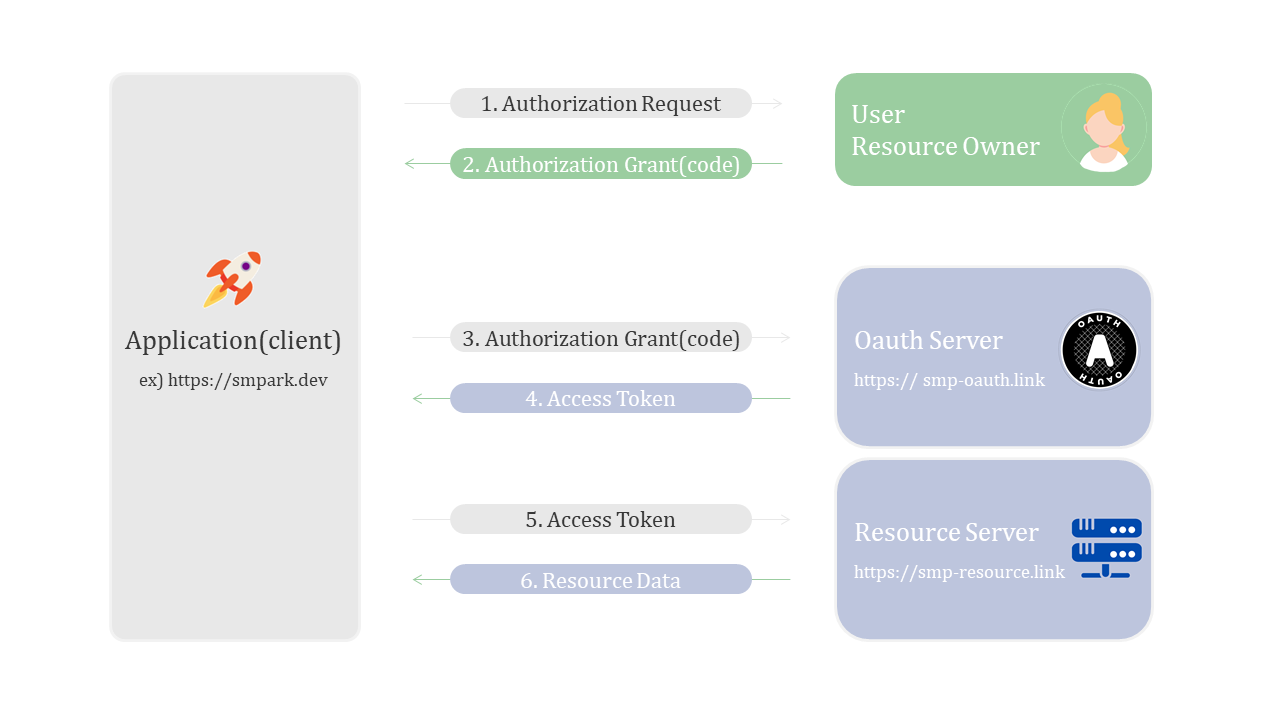 1. Authorization Request
2. Authorization Grant(code)
User
Resource Owner
Application(client)
ex) https://smpark.dev
3. Authorization Grant(code)
4. Access Token
Oauth Server
https:// smp-oauth.link
OAUTH
A
OAUTH
5. Access Token
6. Resource Data
Resource Server
https://smp-resource.link